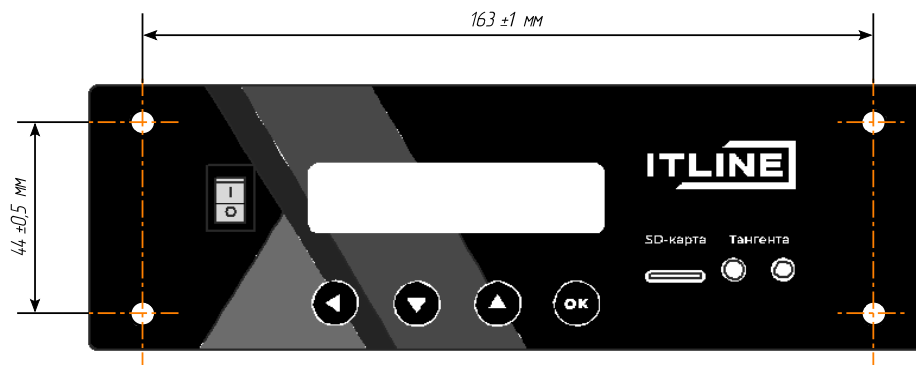 163 ±1 мм
44 ±0,5 мм
ITLINE
I
O
SD-карта Тангента
OK